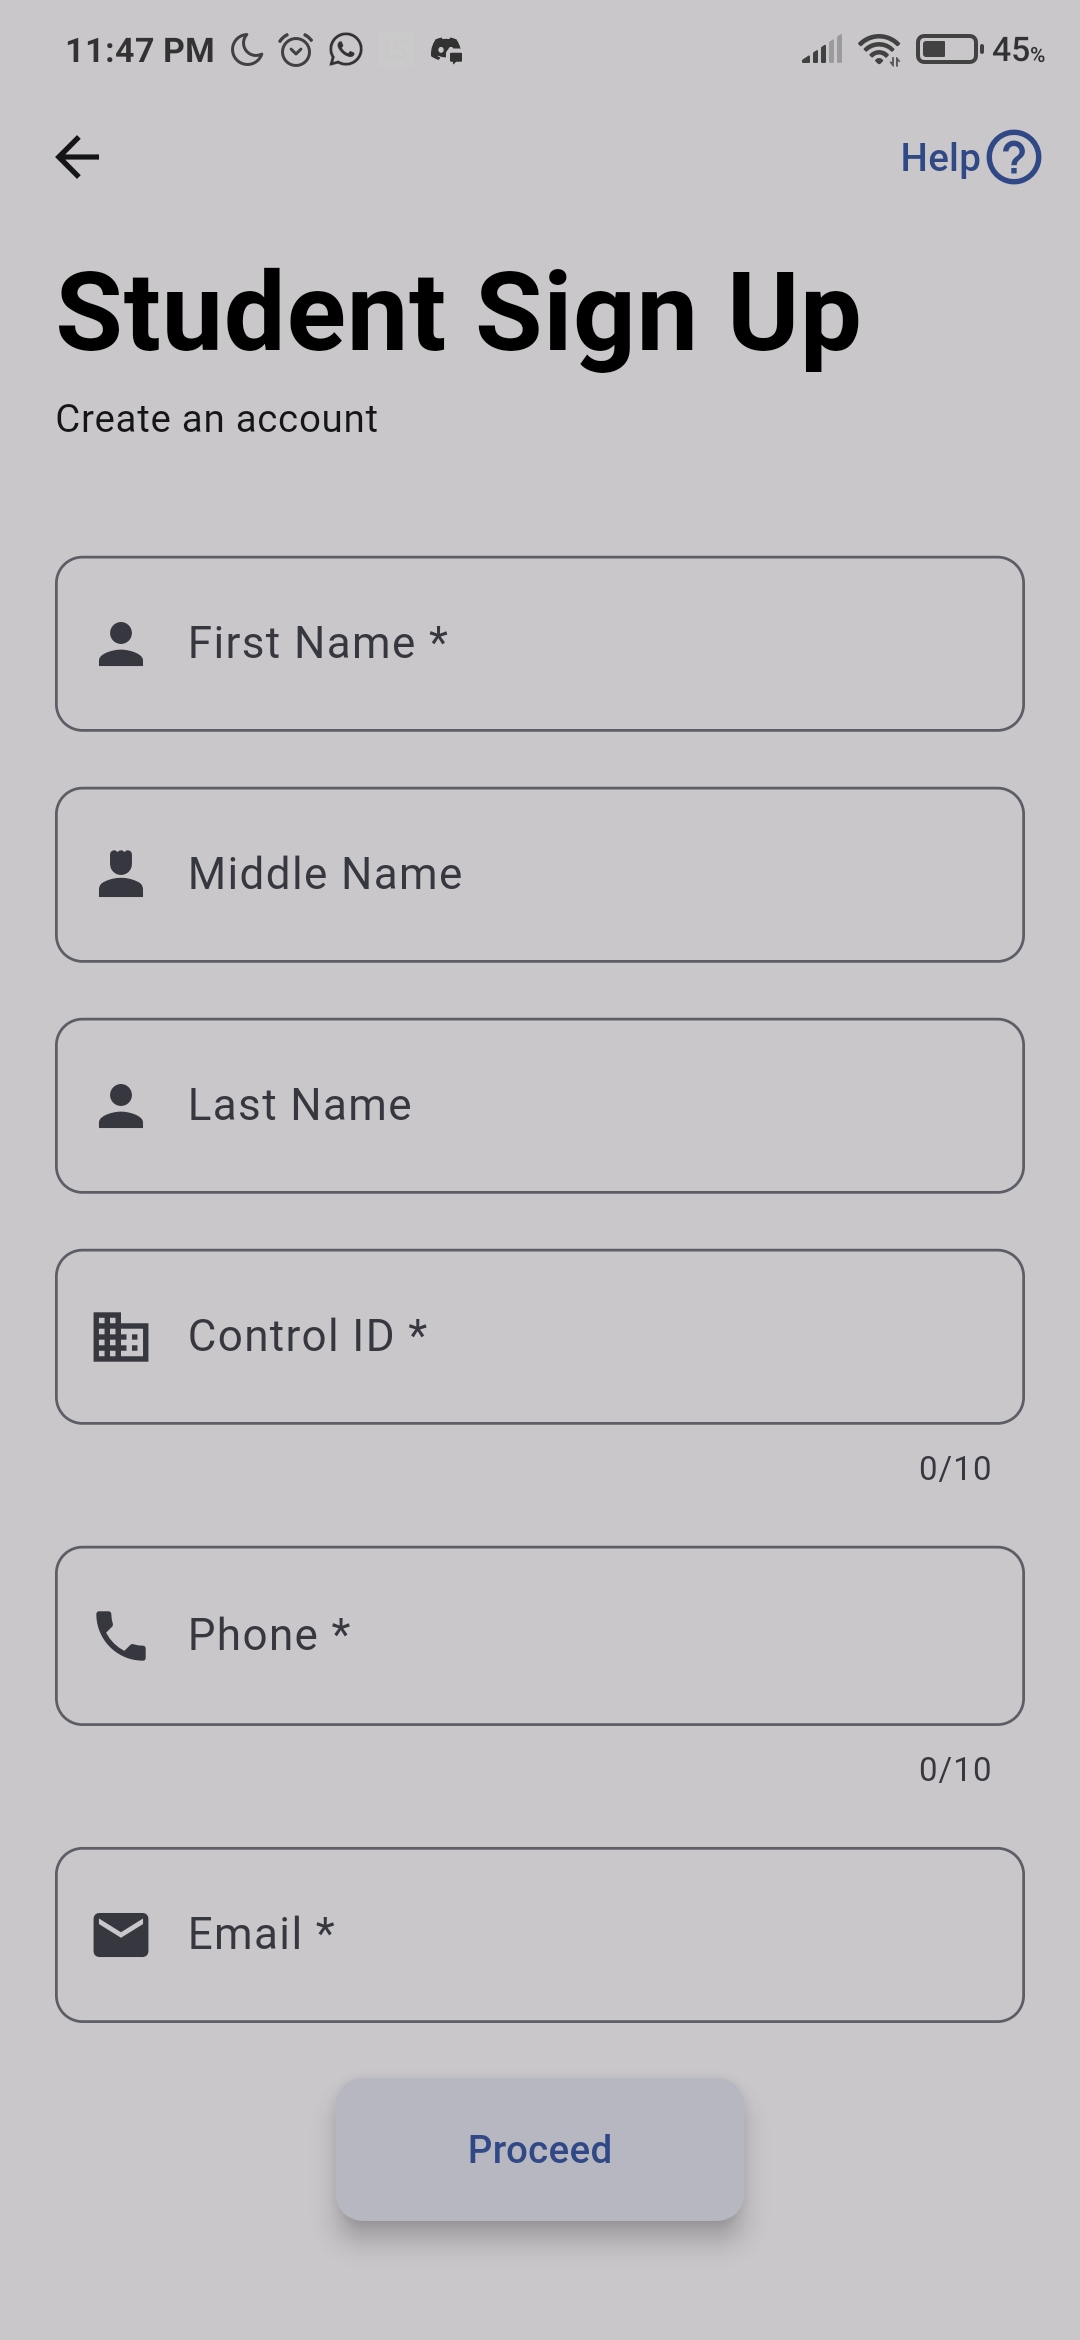 11:47 PM 45%
Help
Student Sign Up
Create an account
First Name *
Middle Name
Last Name
Control ID *
0/10
Phone *
0/10
Email *
Proceed